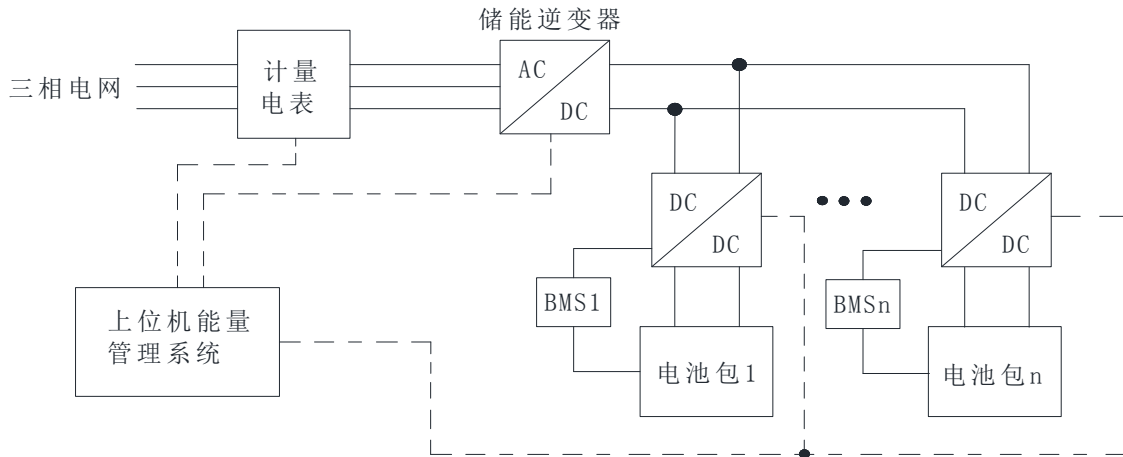 储能逆变器
三相电网
计量
电表
AC
DC
DC
DC
DC
DC
BMS1
BMSn
上位机能量
管理系统
电池包1
电池包n